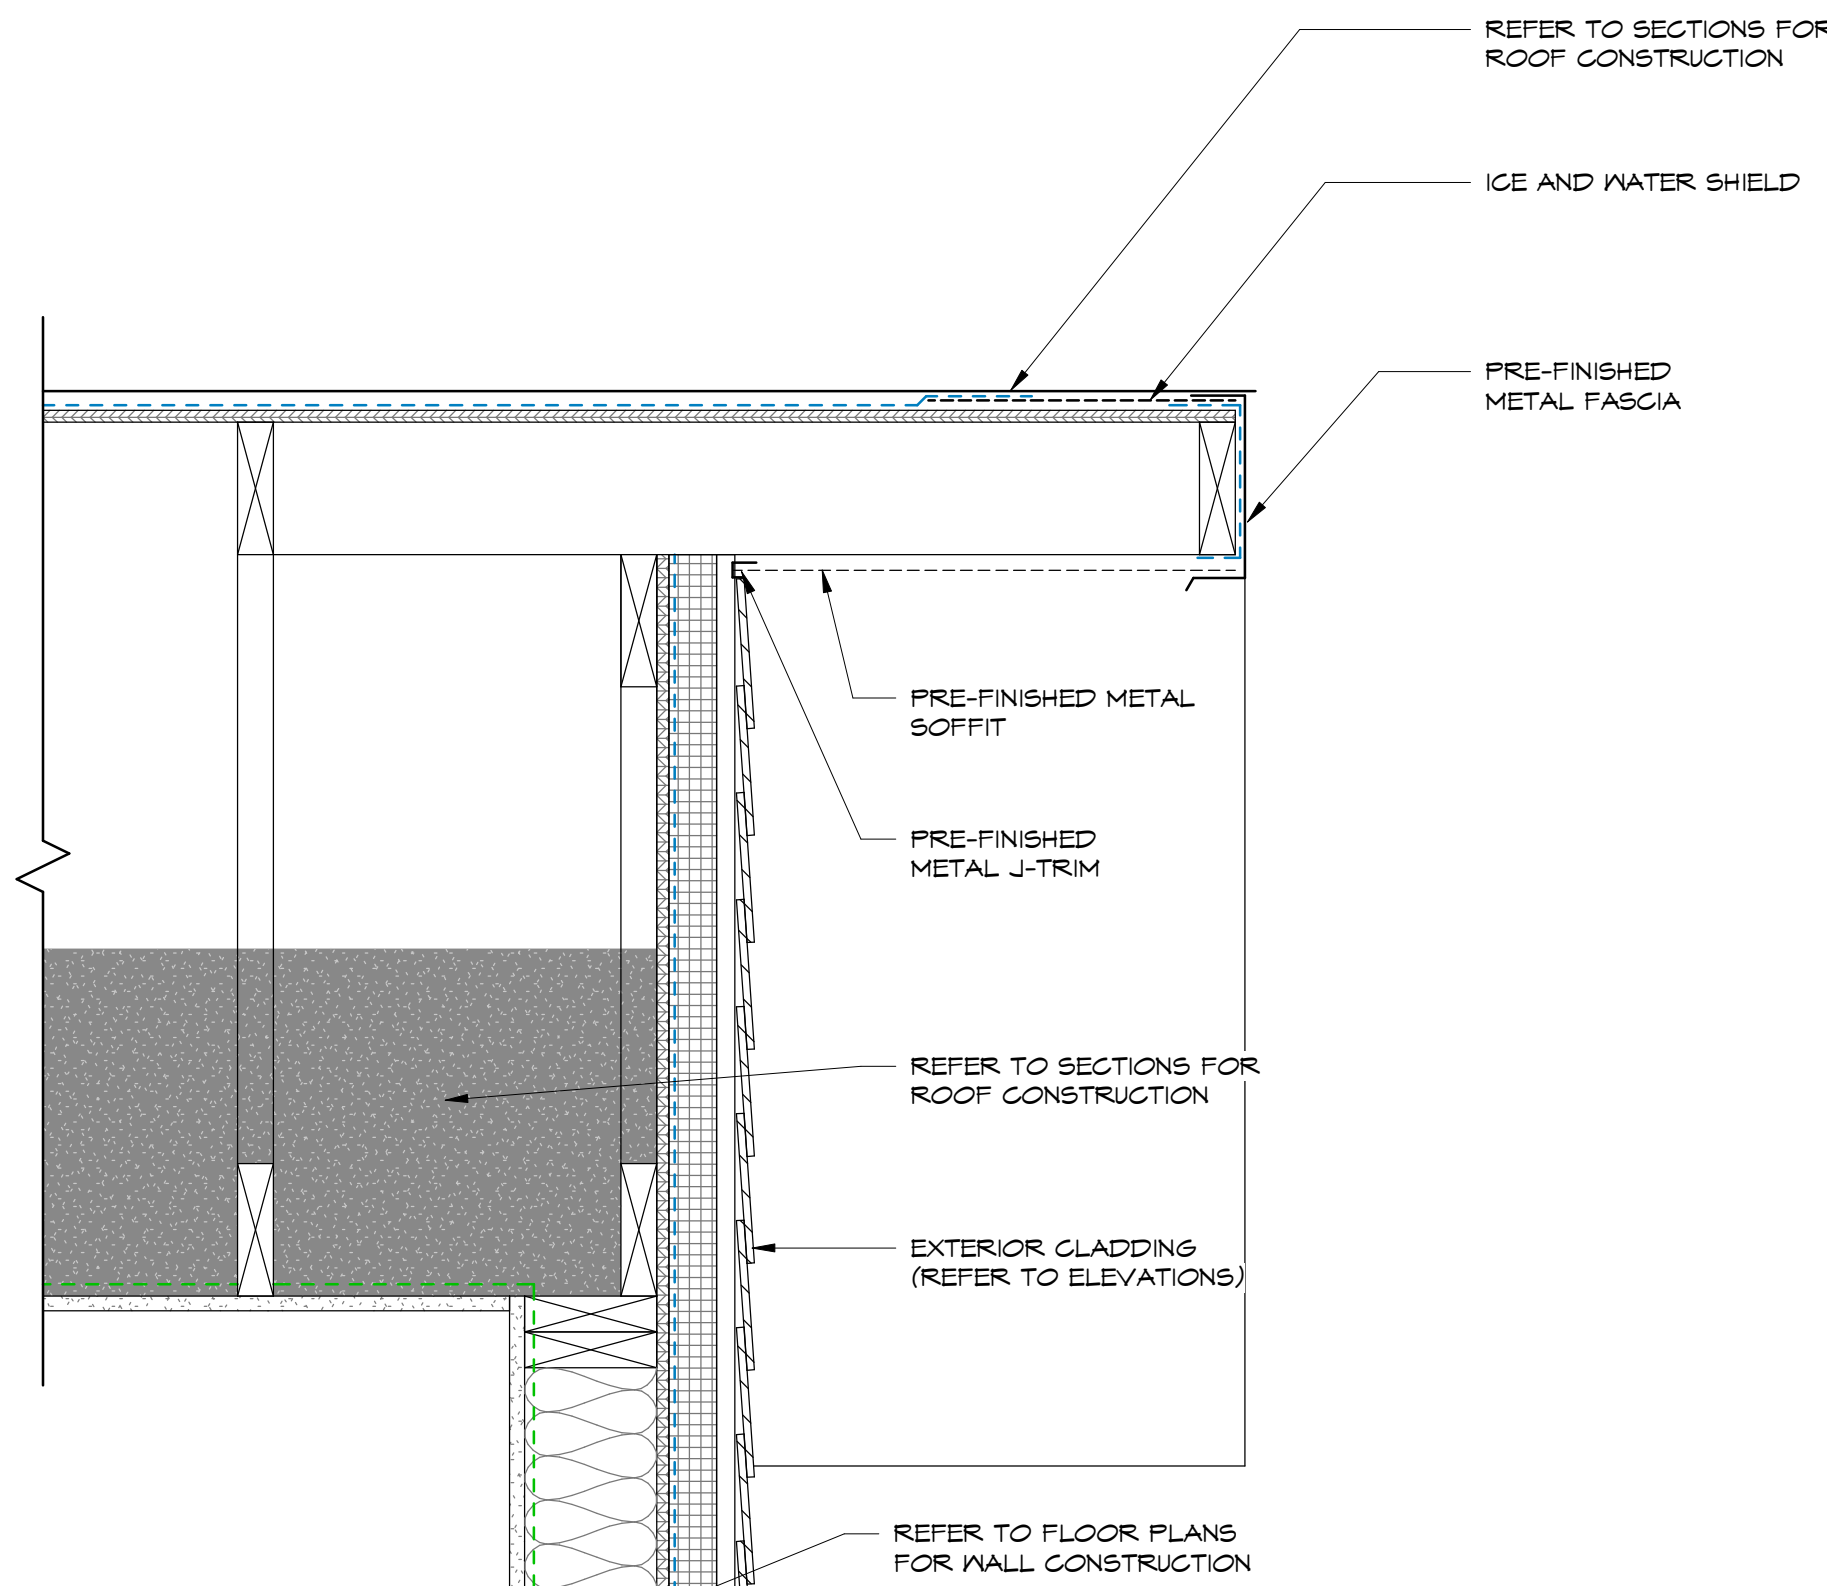 REFER TO SECTIONS FOR
ROOF CONSTRUCTION
ICE AND WATER SHIELD
PRE-FINISHED
METAL FASCIA
PRE-FINISHED METAL
SOFFIT
PRE-FINISHED
METAL J-TRIM
REFER TO SECTIONS FOR
ROOF CONSTRUCTION
EXTERIOR CLADDING
(REFER TO ELEVATIONS)
REFER TO FLOOR PLANS
FOR WALL CONSTRUCTION